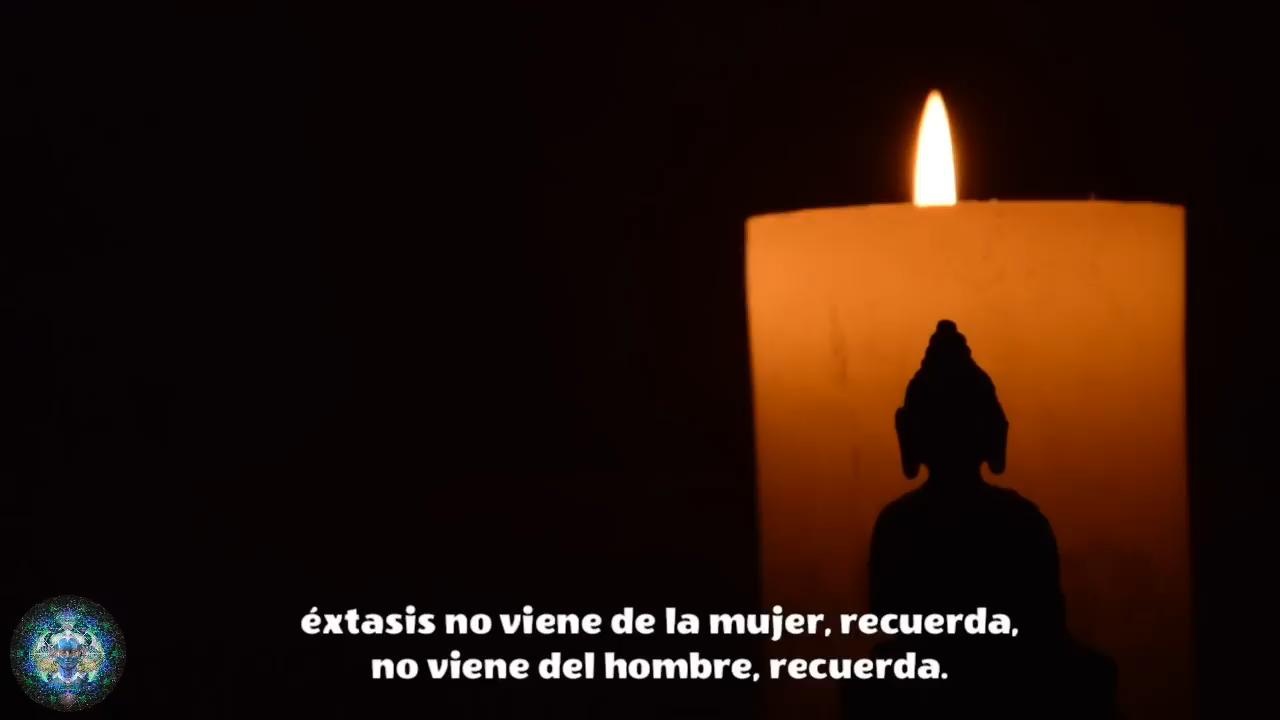 éxtasis no viene de la mujer, recuerda,
no viene del hombre, recuerda.